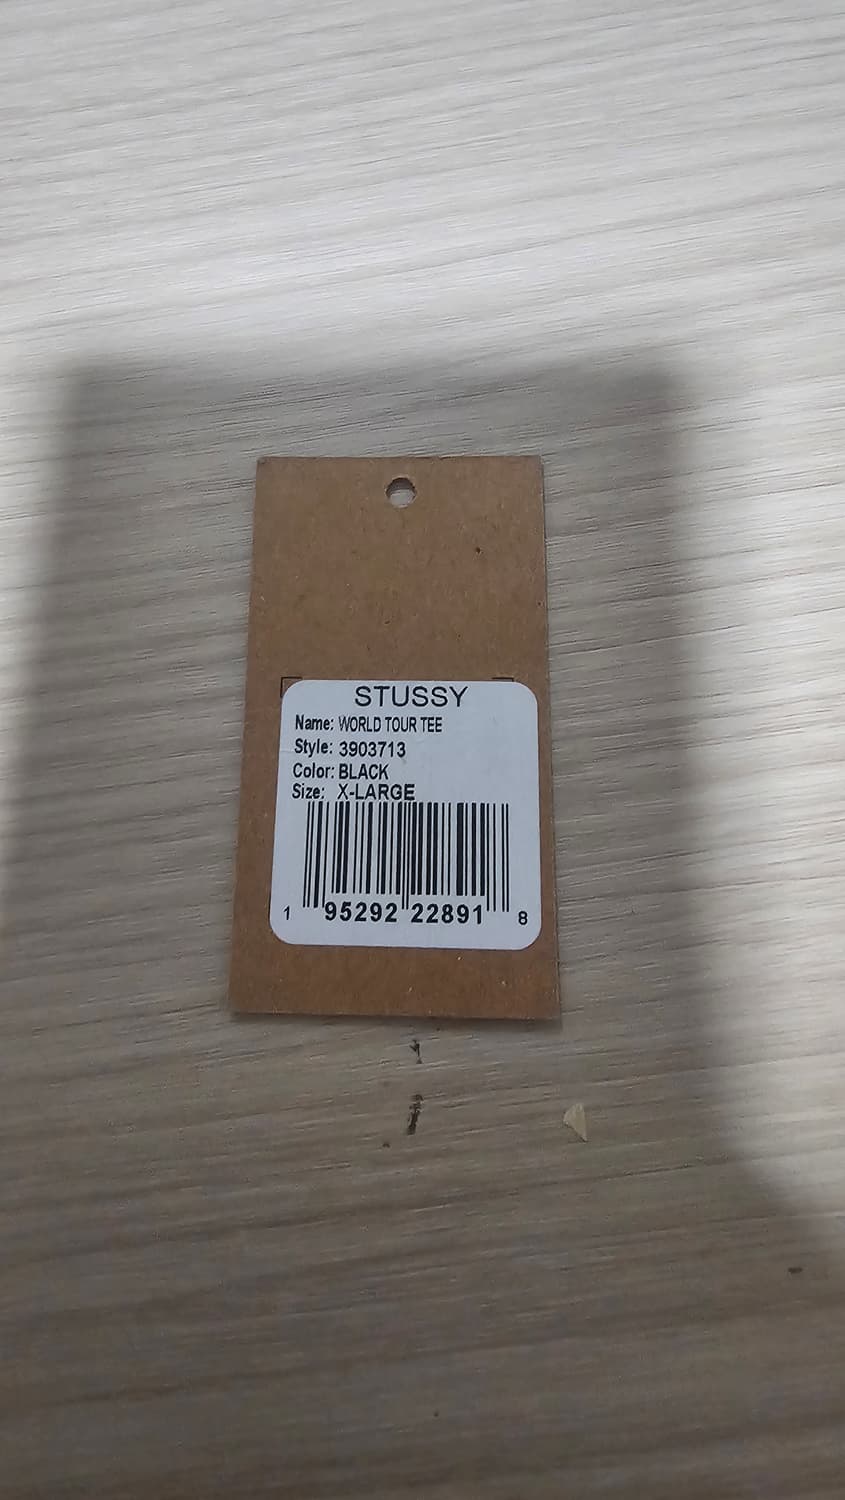 STUSSY
Name: WORLD TOUR TEE
Style: 3903713
Color: BLACK
Size: X-LARGE
1 95292 22891 8